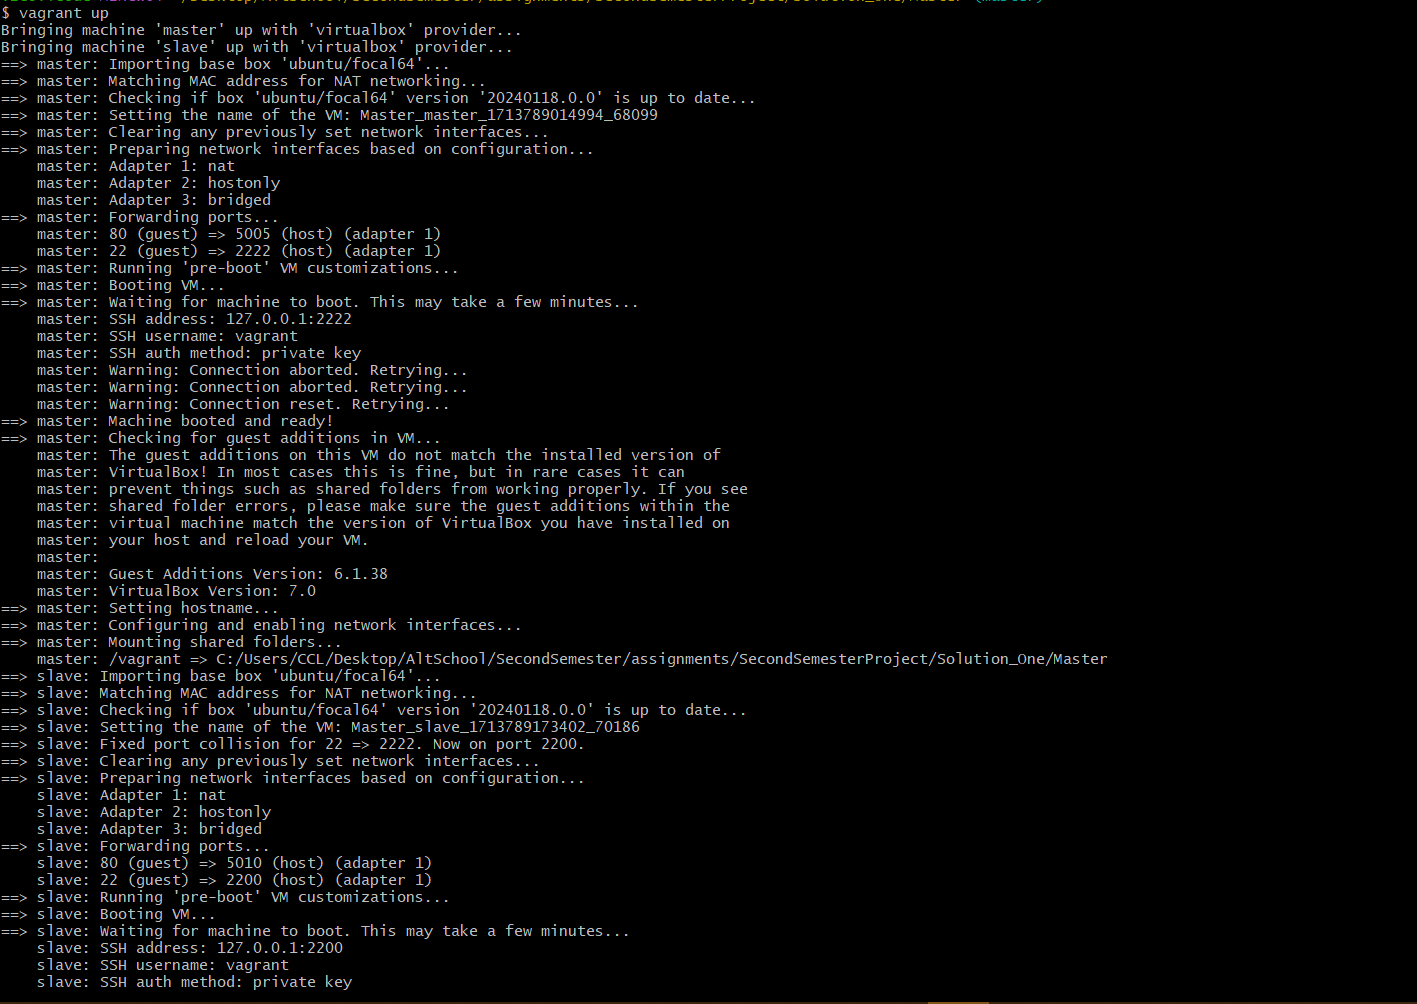 $ vagrant up
Bringing machine 'master' up with 'virtualbox' provider...
Bringing machine 'slave' up with 'virtualbox' provider...
==> master: Importing base box 'ubuntu/focal64'...
==> master: Matching MAC address for NAT networking...
==> master: Checking if box 'ubuntu/focal64' version '20240118.0.0' is up to date...
==> master: Setting the name of the VM: Master_master_1713789014994_68099
==> master: Clearing any previously set network interfaces...
==> master: Preparing network interfaces based on configuration...
    master: Adapter 1: nat
    master: Adapter 2: hostonly
    master: Adapter 3: bridged
==> master: Forwarding ports...
    master: 80 (guest) => 5005 (host) (adapter 1)
    master: 22 (guest) => 2222 (host) (adapter 1)
==> master: Running 'pre-boot' VM customizations...
==> master: Booting VM...
==> master: Waiting for machine to boot. This may take a few minutes...
    master: SSH address: 127.0.0.1:2222
    master: SSH username: vagrant
    master: SSH auth method: private key
    master: Warning: Connection aborted. Retrying...
    master: Warning: Connection aborted. Retrying...
    master: Warning: Connection reset. Retrying...
==> master: Machine booted and ready!
==> master: Checking for guest additions in VM...
    master: The guest additions on this VM do not match the installed version of
    master: VirtualBox! In most cases this is fine, but in rare cases it can
    master: prevent things such as shared folders from working properly. If you see
    master: shared folder errors, please make sure the guest additions within the
    master: virtual machine match the version of VirtualBox you have installed on
    master: your host and reload your VM.
    master:
    master: Guest Additions Version: 6.1.38
    master: VirtualBox Version: 7.0
==> master: Setting hostname...
==> master: Configuring and enabling network interfaces...
==> master: Mounting shared folders...
    master: /vagrant => C:/Users/CCL/Desktop/AltSchool/SecondSemester/assignments/SecondSemesterProject/Solution_One/Master
==> slave: Importing base box 'ubuntu/focal64'...
==> slave: Matching MAC address for NAT networking...
==> slave: Checking if box 'ubuntu/focal64' version '20240118.0.0' is up to date...
==> slave: Setting the name of the VM: Master_slave_1713789173402_70186
==> slave: Fixed port collision for 22 => 2222. Now on port 2200.
==> slave: Clearing any previously set network interfaces...
==> slave: Preparing network interfaces based on configuration...
    slave: Adapter 1: nat
    slave: Adapter 2: hostonly
    slave: Adapter 3: bridged
==> slave: Forwarding ports...
    slave: 80 (guest) => 5010 (host) (adapter 1)
    slave: 22 (guest) => 2200 (host) (adapter 1)
==> slave: Running 'pre-boot' VM customizations...
==> slave: Booting VM...
==> slave: Waiting for machine to boot. This may take a few minutes...
    slave: SSH address: 127.0.0.1:2200
    slave: SSH username: vagrant
    slave: SSH auth method: private key